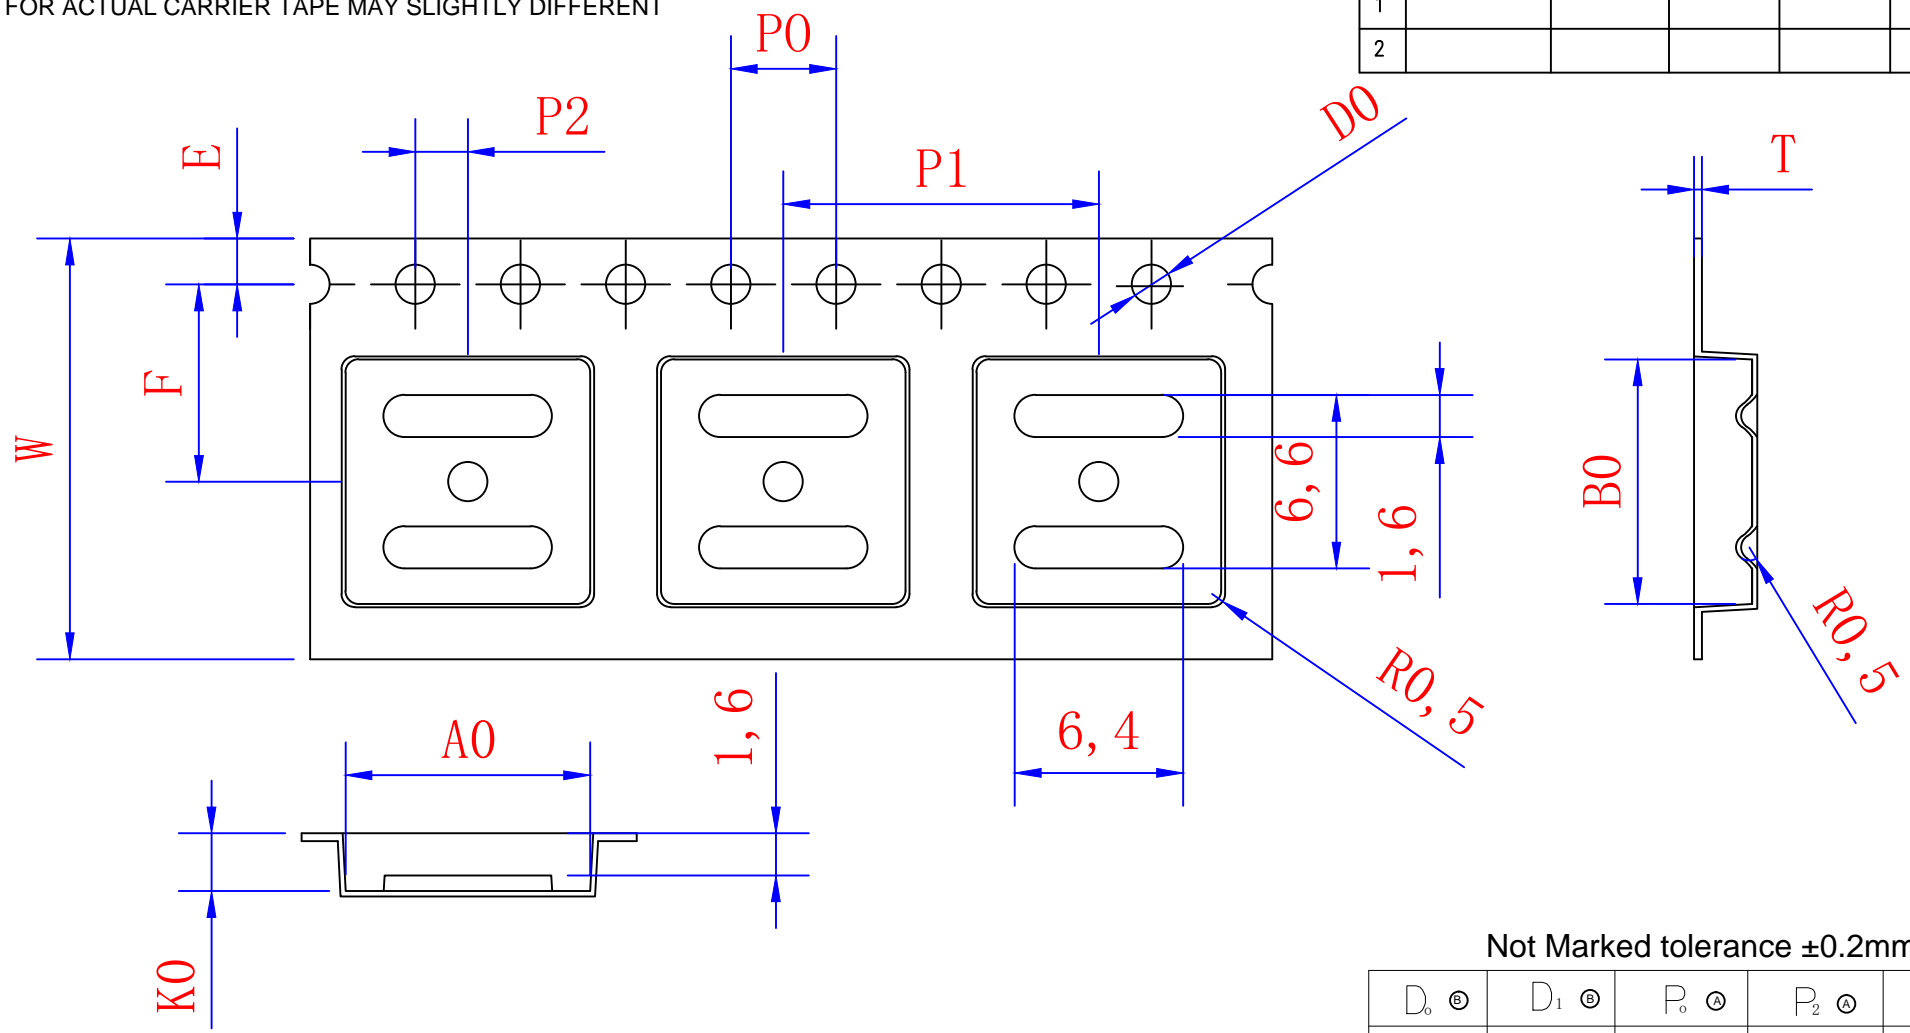 FOR ACTUAL CARRIER TAPE MAY SLIGHTLY DIFFERENT
1
2
P0
P2
D0
E
P1
T
F
W
6,6
1,6
B0
R0,5
R0,5
1,6
A0
6,4
K0
Not Marked tolerance ±0.2mm
D₀ Ⓑ D₁ Ⓑ P₀ Ⓐ P₂ Ⓐ